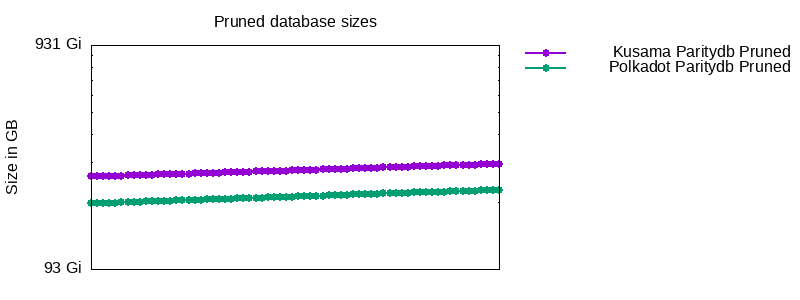 Pruned database sizes
931 Gi
Kusama Paritydb Pruned
Polkadot Paritydb Pruned
Size in GB
93 Gi